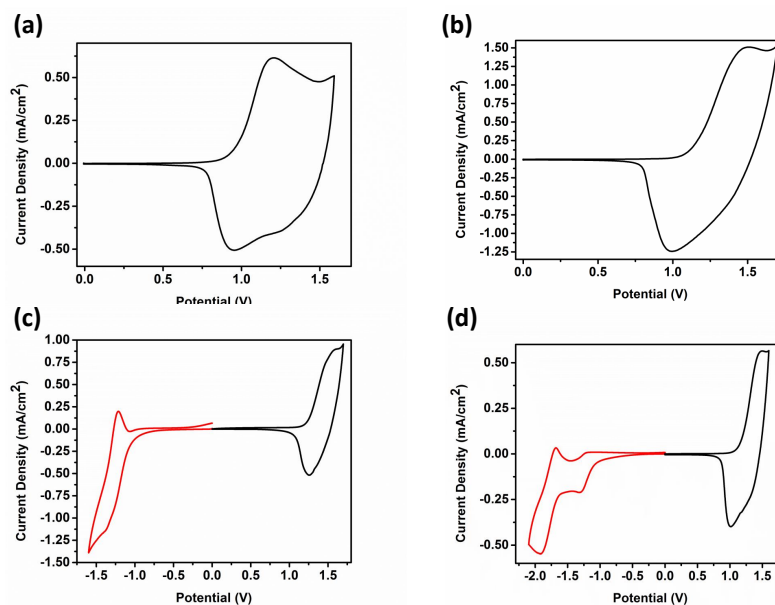 (a)
Current Density (mA/cm²)
0.50
0.25
0.00
-0.25
-0.50
0.0 0.5 1.0 1.5
Potential (V)
(b)
Current Density (mA/cm²)
1.50
1.25
1.00
0.75
0.50
0.25
0.00
-0.25
-0.50
-0.75
-1.00
-1.25
0.0 0.5 1.0 1.5
Potential (V)
(c)
Current Density (mA/cm²)
1.00
0.75
0.50
0.25
0.00
-0.25
-0.50
-0.75
-1.00
-1.25
-1.50
-1.5 -1.0 -0.5 0.0 0.5 1.0 1.5
Potential (V)
(d)
Current Density (mA/cm²)
0.50
0.25
0.00
-0.25
-0.50
-2.0 -1.5 -1.0 -0.5 0.0 0.5 1.0 1.5
Potential (V)